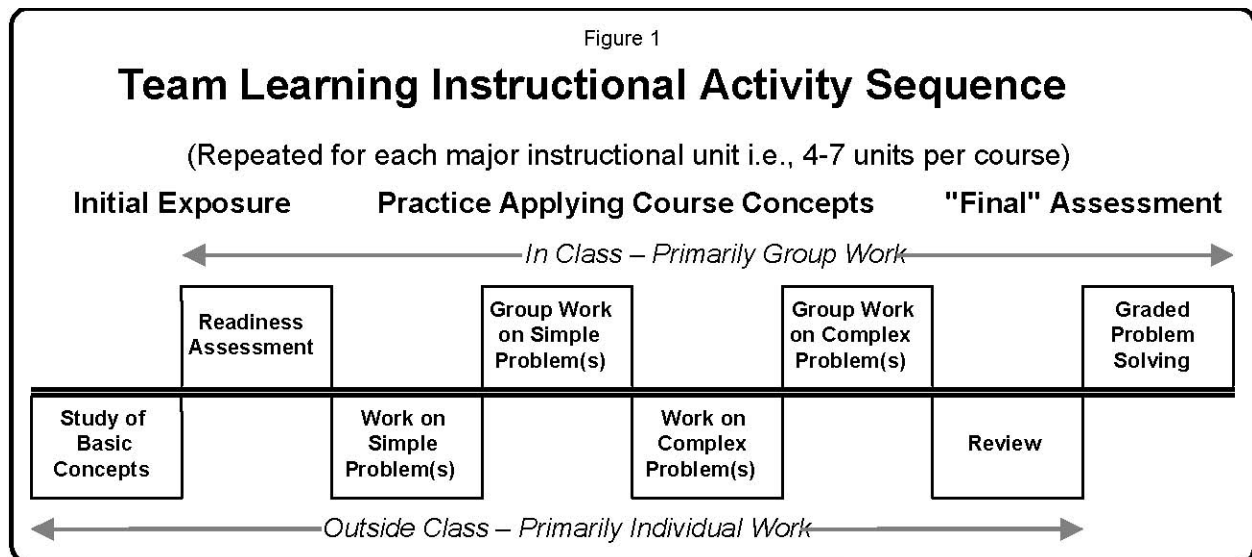 Figure 1
Team Learning Instructional Activity Sequence
(Repeated for each major instructional unit i.e., 4-7 units per course)
Initial Exposure
Practice Applying Course Concepts
"Final" Assessment
In Class – Primarily Group Work
Readiness
Assessment
Group Work
on Simple
Problem(s)
Group Work
on Complex
Problem(s)
Graded
Problem
Solving
Study of
Basic
Concepts
Work on
Simple
Problem(s)
Work on
Complex
Problem(s)
Review
Outside Class – Primarily Individual Work